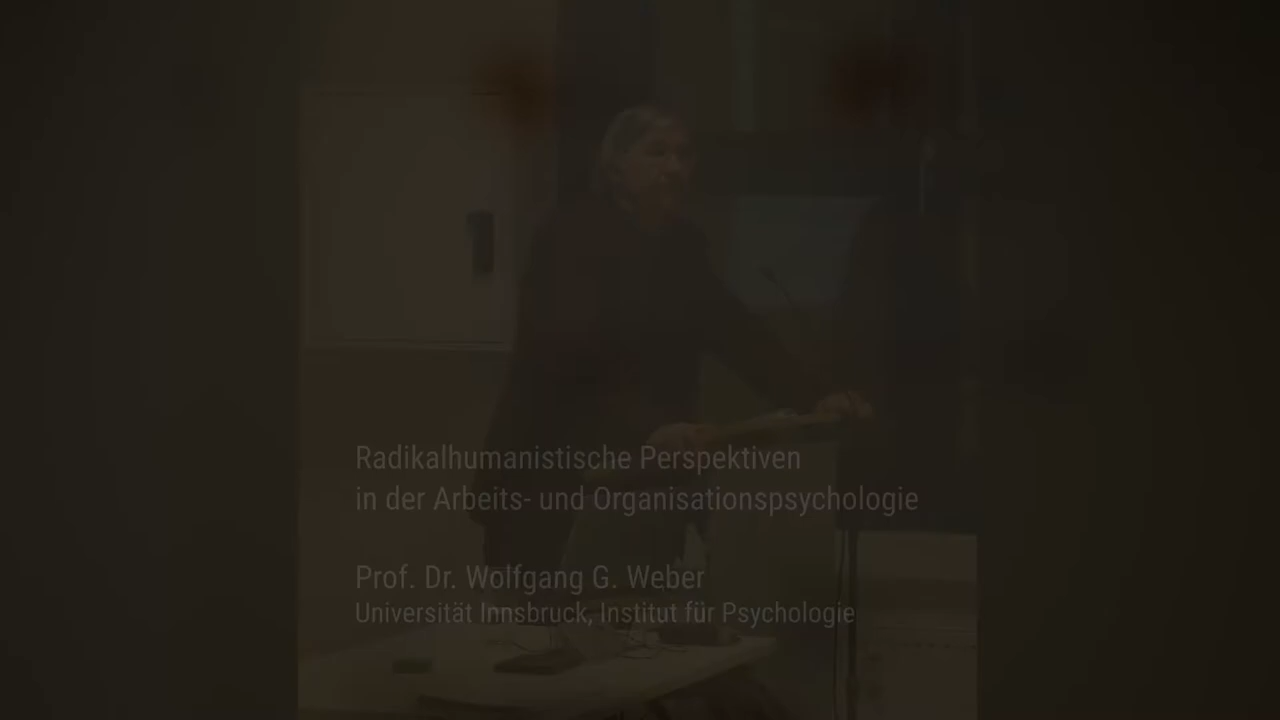 Radikalhumanistische Perspektiven
in der Arbeits- und Organisationspsychologie
Prof. Dr. Wolfgang G. Weber
Universität Innsbruck, Institut für Psychologie